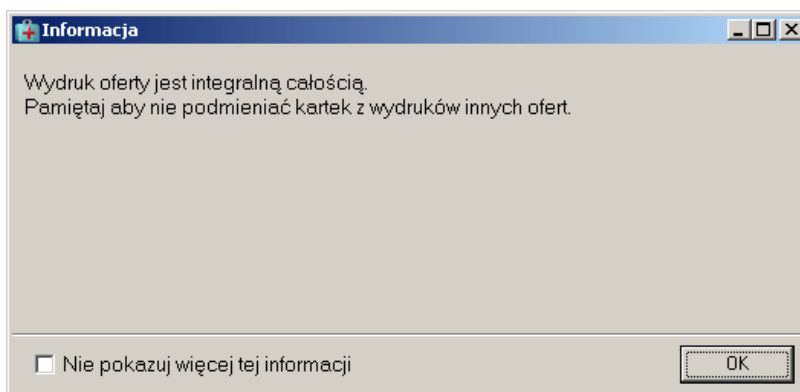 Informacja
Wydruk oferty jest integralną całością.
Pamiętaj aby nie podmieniać kartek z wydruków innych ofert.
Nie pokazuj więcej tej informacji
OK